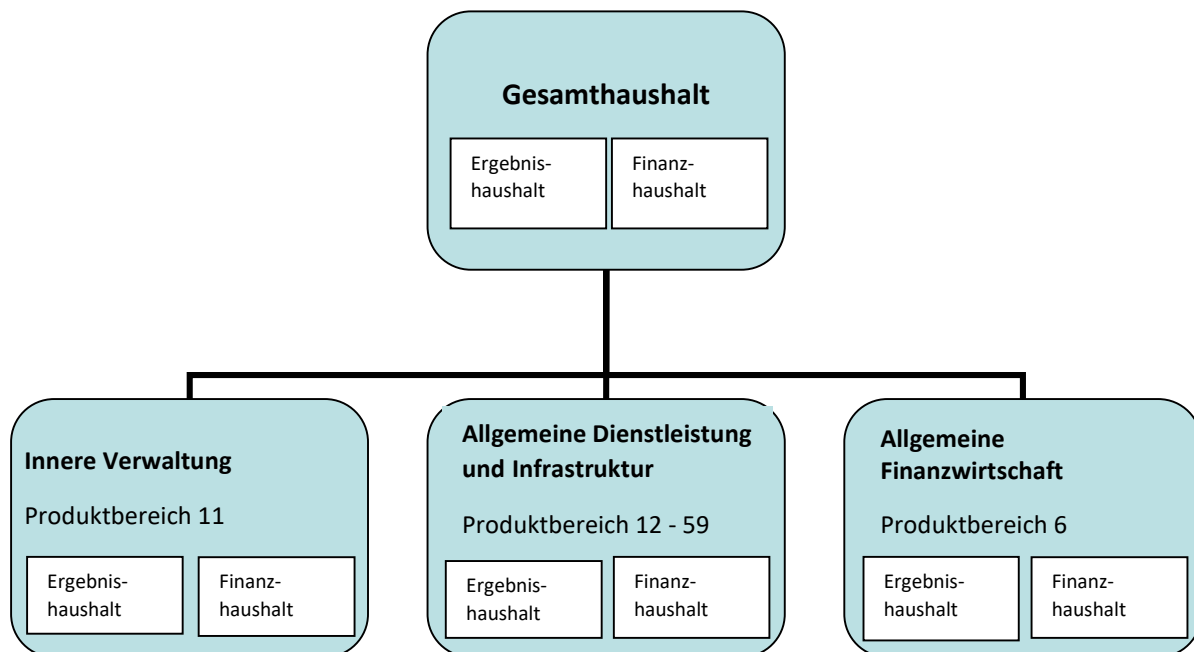 Gesamthaushalt
Ergebnis-
haushalt
Finanz-
haushalt
Innere Verwaltung
Produktbereich 11
Ergebnis-
haushalt
Finanz-
haushalt
Allgemeine Dienstleistung
und Infrastruktur
Produktbereich 12 - 59
Ergebnis-
haushalt
Finanz-
haushalt
Allgemeine
Finanzwirtschaft
Produktbereich 6
Ergebnis-
haushalt
Finanz-
haushalt